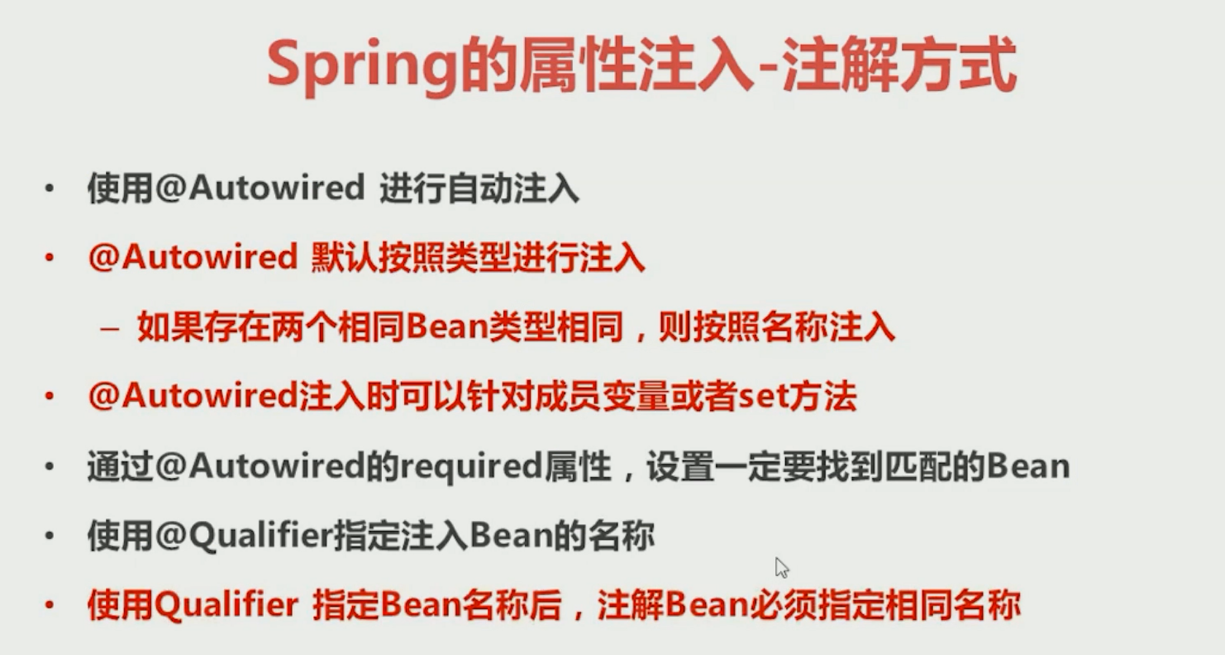 Spring的属性注入-注解方式
• 使用@Autowired 进行自动注入
• @Autowired 默认按照类型进行注入
– 如果存在两个相同Bean类型相同，则按照名称注入
• @Autowired注入时可以针对成员变量或者set方法
• 通过@Autowired的required属性，设置一定要找到匹配的Bean
• 使用@Qualifier指定注入Bean的名称
• 使用Qualifier 指定Bean名称后，注解Bean必须指定相同名称